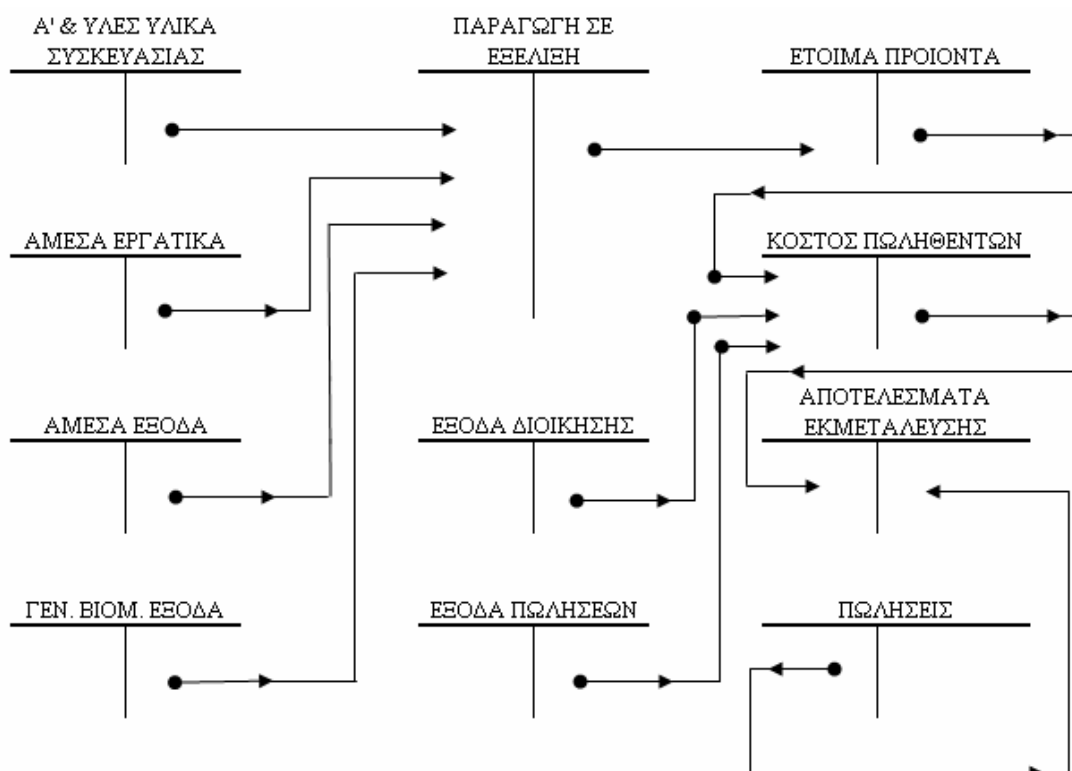 Α' & ΥΛΕΣ ΥΛΙΚΑ
ΣΥΣΚΕΥΑΣΙΑΣ
ΠΑΡΑΓΩΓΗ ΣΕ
ΕΞΕΛΙΞΗ
ΕΤΟΙΜΑ ΠΡΟΙΟΝΤΑ
ΑΜΕΣΑ ΕΡΓΑΤΙΚΑ
ΚΟΣΤΟΣ ΠΩΛΗΘΕΝΤΩΝ
ΑΜΕΣΑ ΕΞΟΔΑ
ΕΞΟΔΑ ΔΙΟΙΚΗΣΗΣ
ΑΠΟΤΕΛΕΣΜΑΤΑ
ΕΚΜΕΤΑΛΕΥΣΗΣ
ΓΕΝ. ΒΙΟΜ. ΕΞΟΔΑ
ΕΞΟΔΑ ΠΩΛΗΣΕΩΝ
ΠΩΛΗΣΕΙΣ